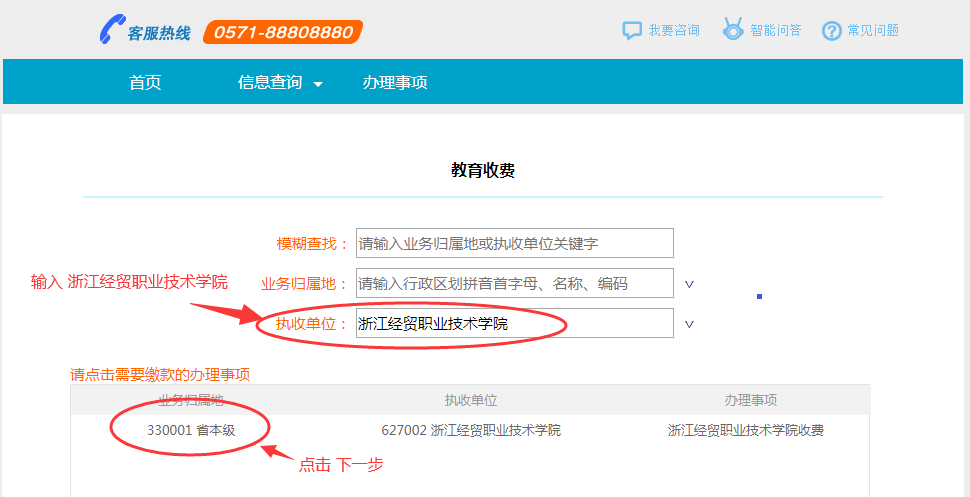 客服热线 0571-88808880 我要咨询 智能问答 常见问题
首页 信息查询 办理事项
教育收费
模糊查找： 请输入业务归属地或执收单位关键字
输入 浙江经贸职业技术学院 业务归属地： 请输入行政区划拼音首字母、名称、编码
执收单位： 浙江经贸职业技术学院
请点击需要缴款的办理事项
业务归属地 执收单位 办理事项
330001 省本级 627002 浙江经贸职业技术学院 浙江经贸职业技术学院收费
点击 下一步